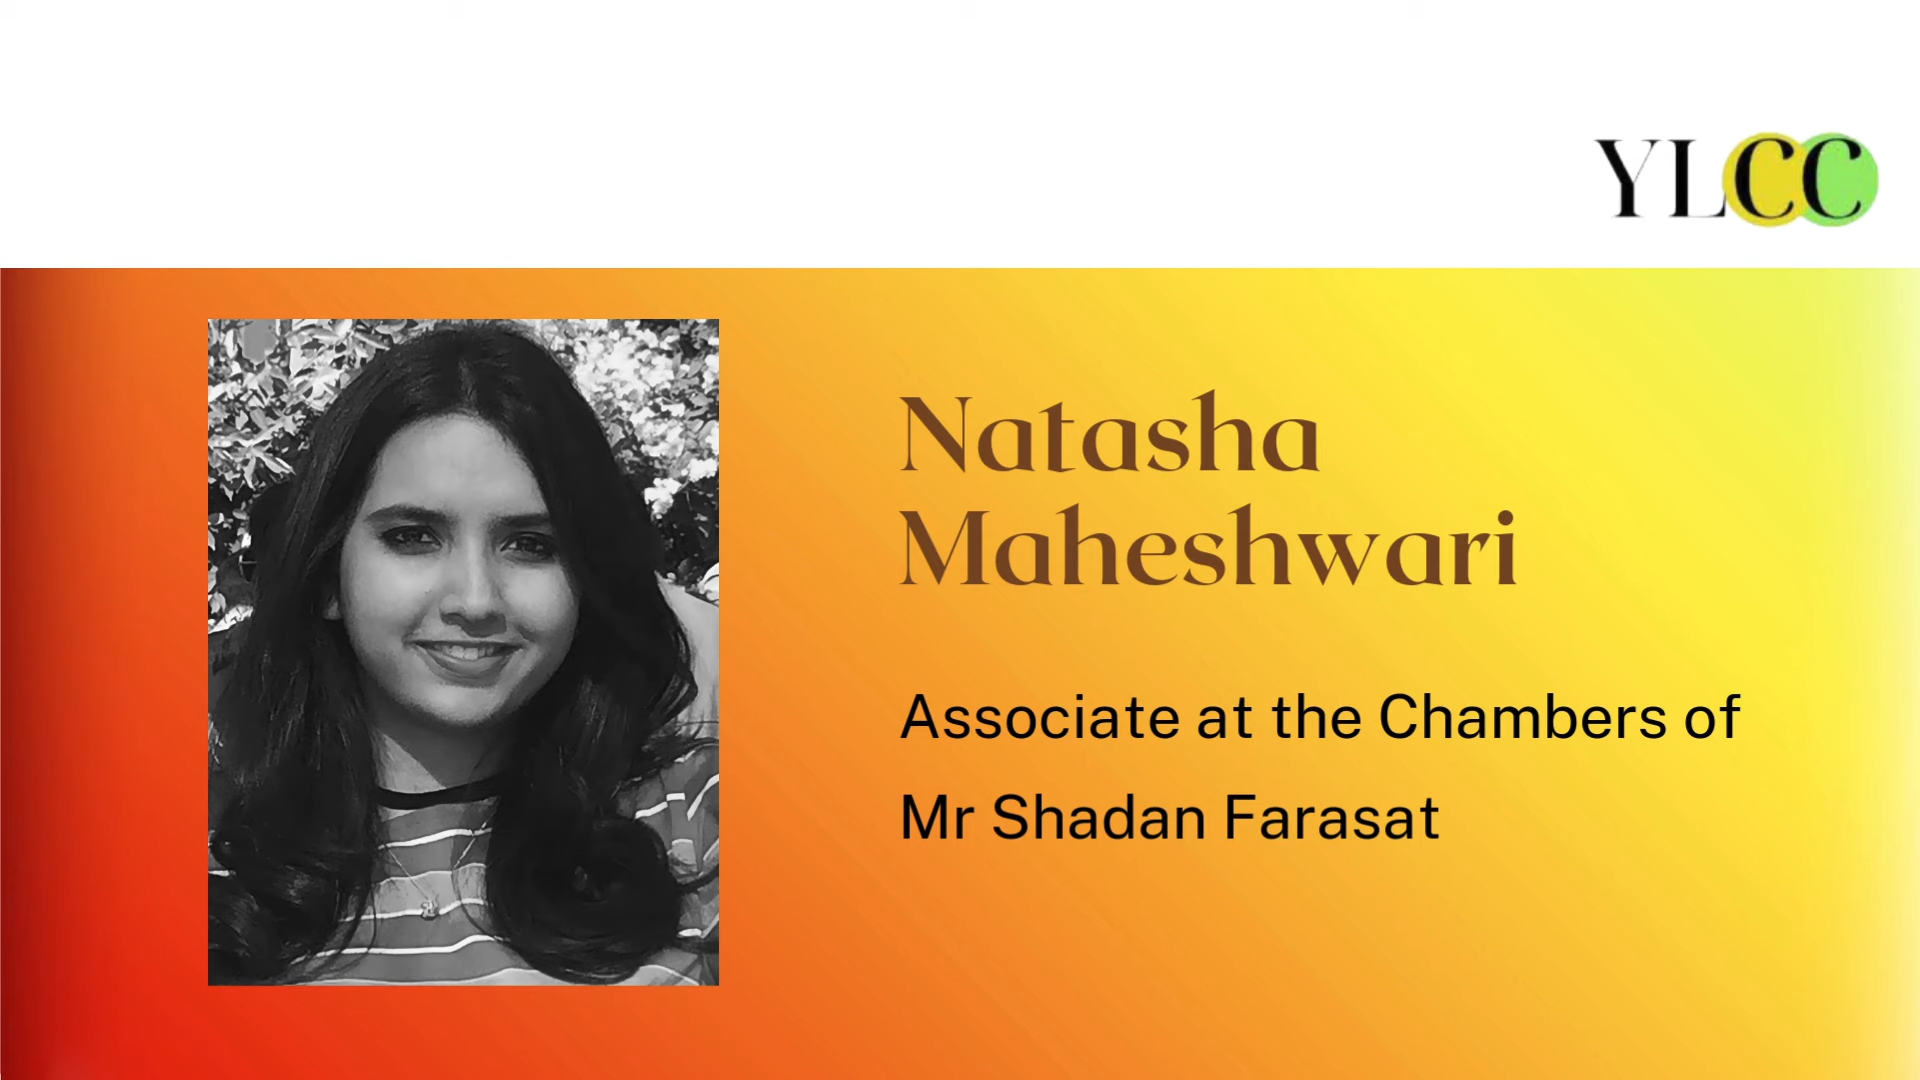 YLCC
Natasha
Maheshwari
Associate at the Chambers of
Mr Shadan Farasat